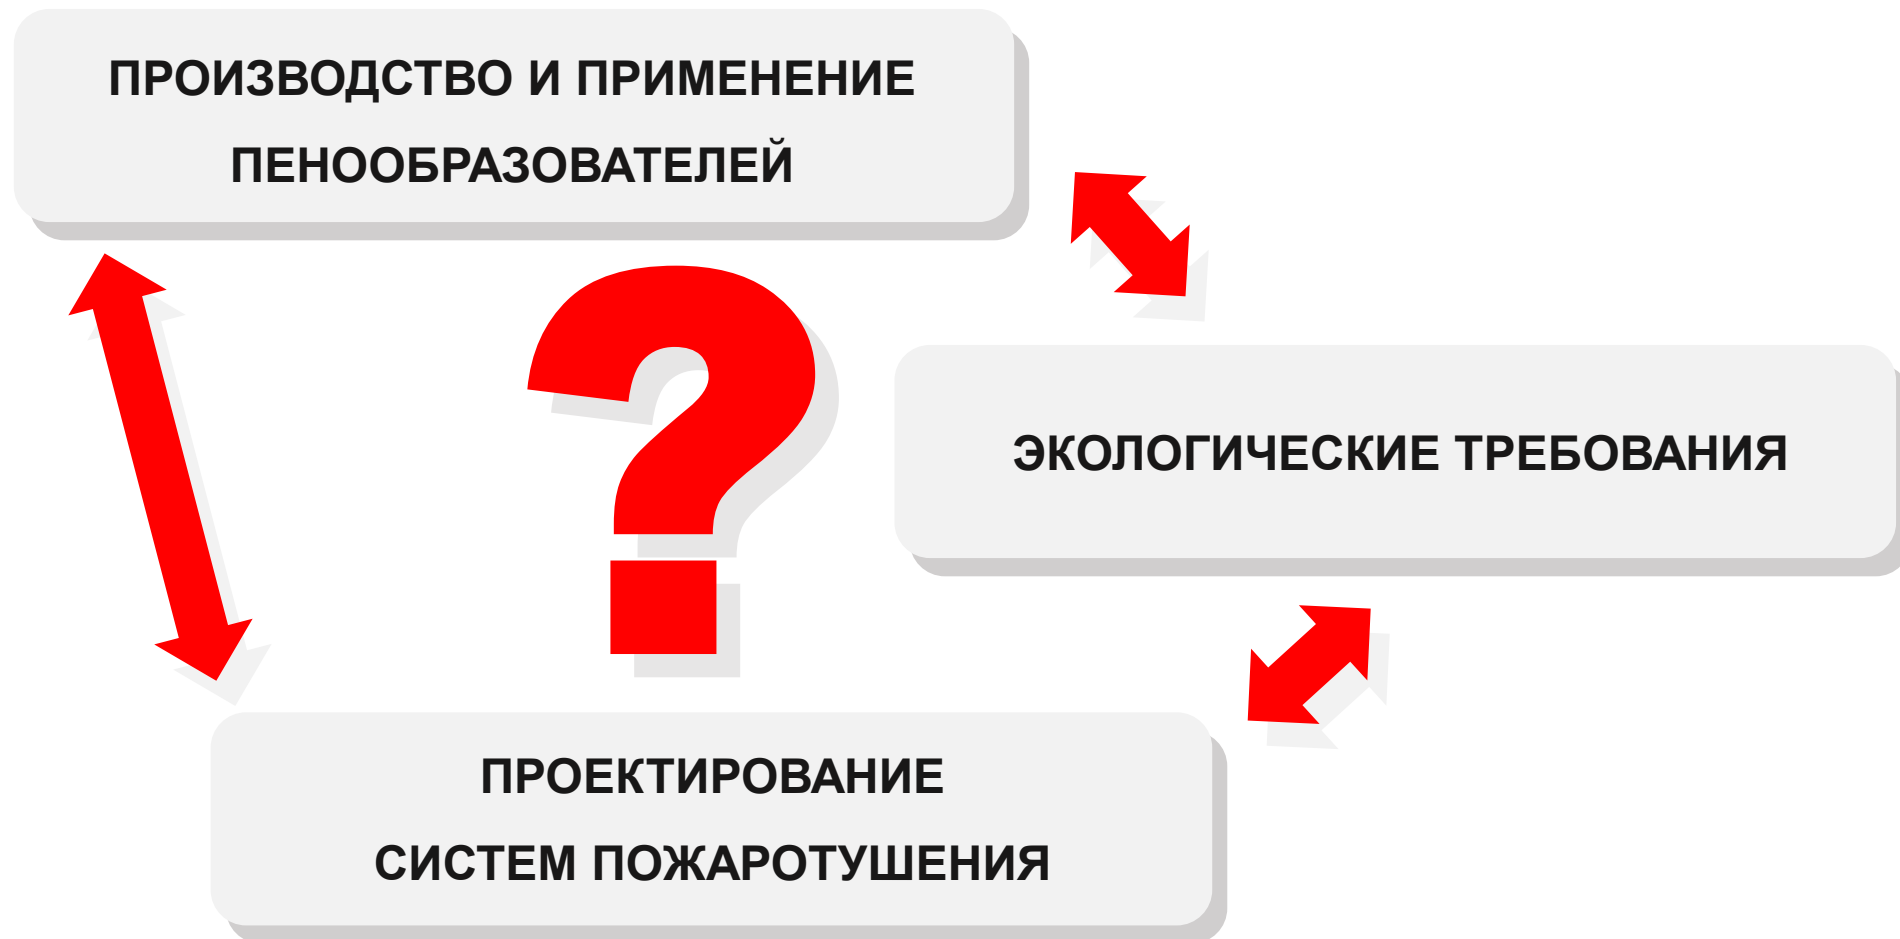 ПРОИЗВОДСТВО И ПРИМЕНЕНИЕ
ПЕНООБРАЗОВАТЕЛЕЙ
?
ЭКОЛОГИЧЕСКИЕ ТРЕБОВАНИЯ
ПРОЕКТИРОВАНИЕ
СИСТЕМ ПОЖАРОТУШЕНИЯ